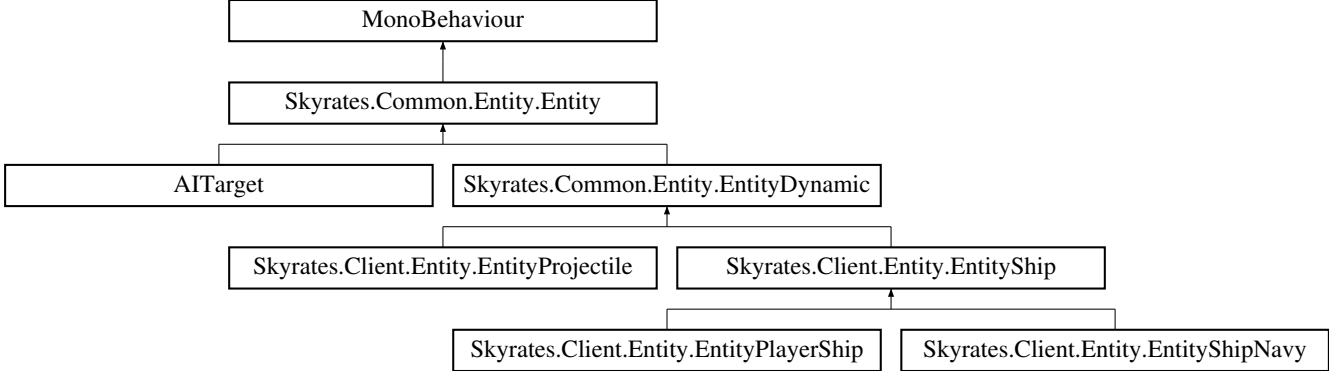 MonoBehaviour
Skyrates.Common.Entity.Entity
AITarget
Skyrates.Common.Entity.EntityDynamic
Skyrates.Client.Entity.EntityProjectile
Skyrates.Client.Entity.EntityShip
Skyrates.Client.Entity.EntityPlayerShip
Skyrates.Client.Entity.EntityShipNavy